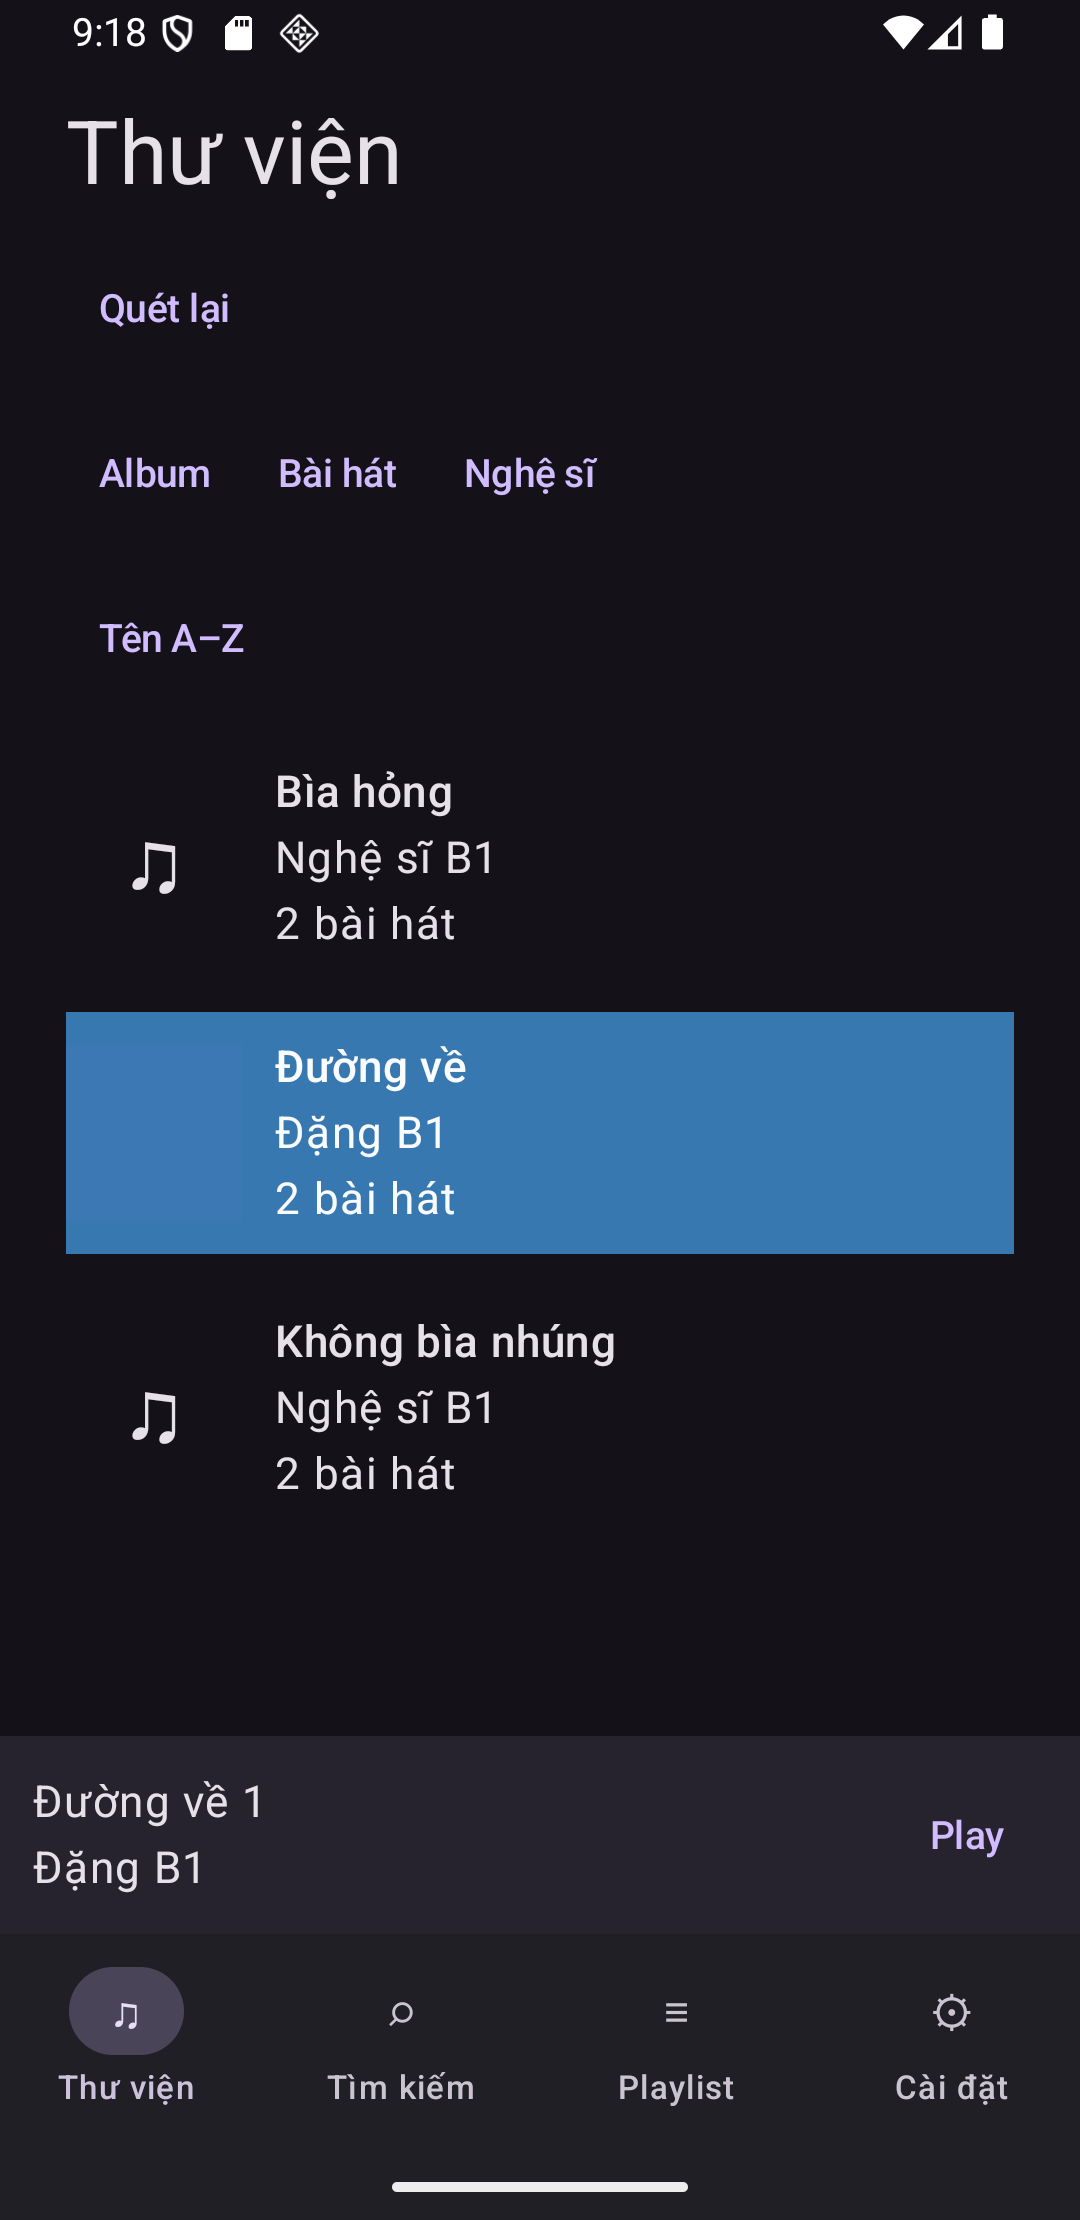 9:18
Thư viện
Quét lại
Album Bài hát Nghệ sĩ
Tên A–Z
Bìa hỏng
Nghệ sĩ B1
2 bài hát
Đường về
Đặng B1
2 bài hát
Không bìa nhúng
Nghệ sĩ B1
2 bài hát
Đường về 1
Đặng B1
Play
Thư viện Tìm kiếm Playlist Cài đặt